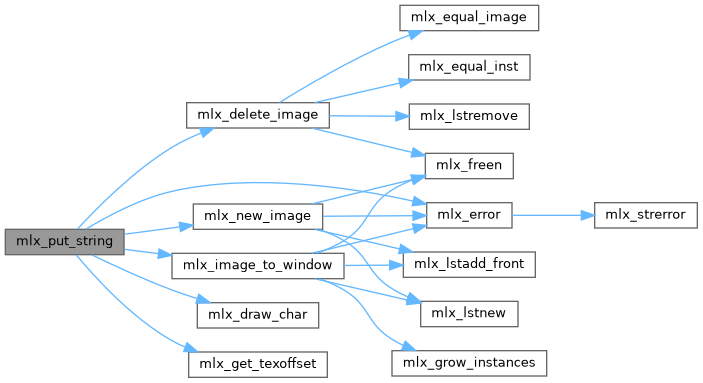 mlx_equal_image
mlx_equal_inst
mlx_delete_image
mlx_lstremove
mlx_freen
mlx_new_image
mlx_error
mlx_strerror
mlx_put_string
mlx_image_to_window
mlx_lstadd_front
mlx_draw_char
mlx_lstnew
mlx_get_texoffset
mlx_grow_instances